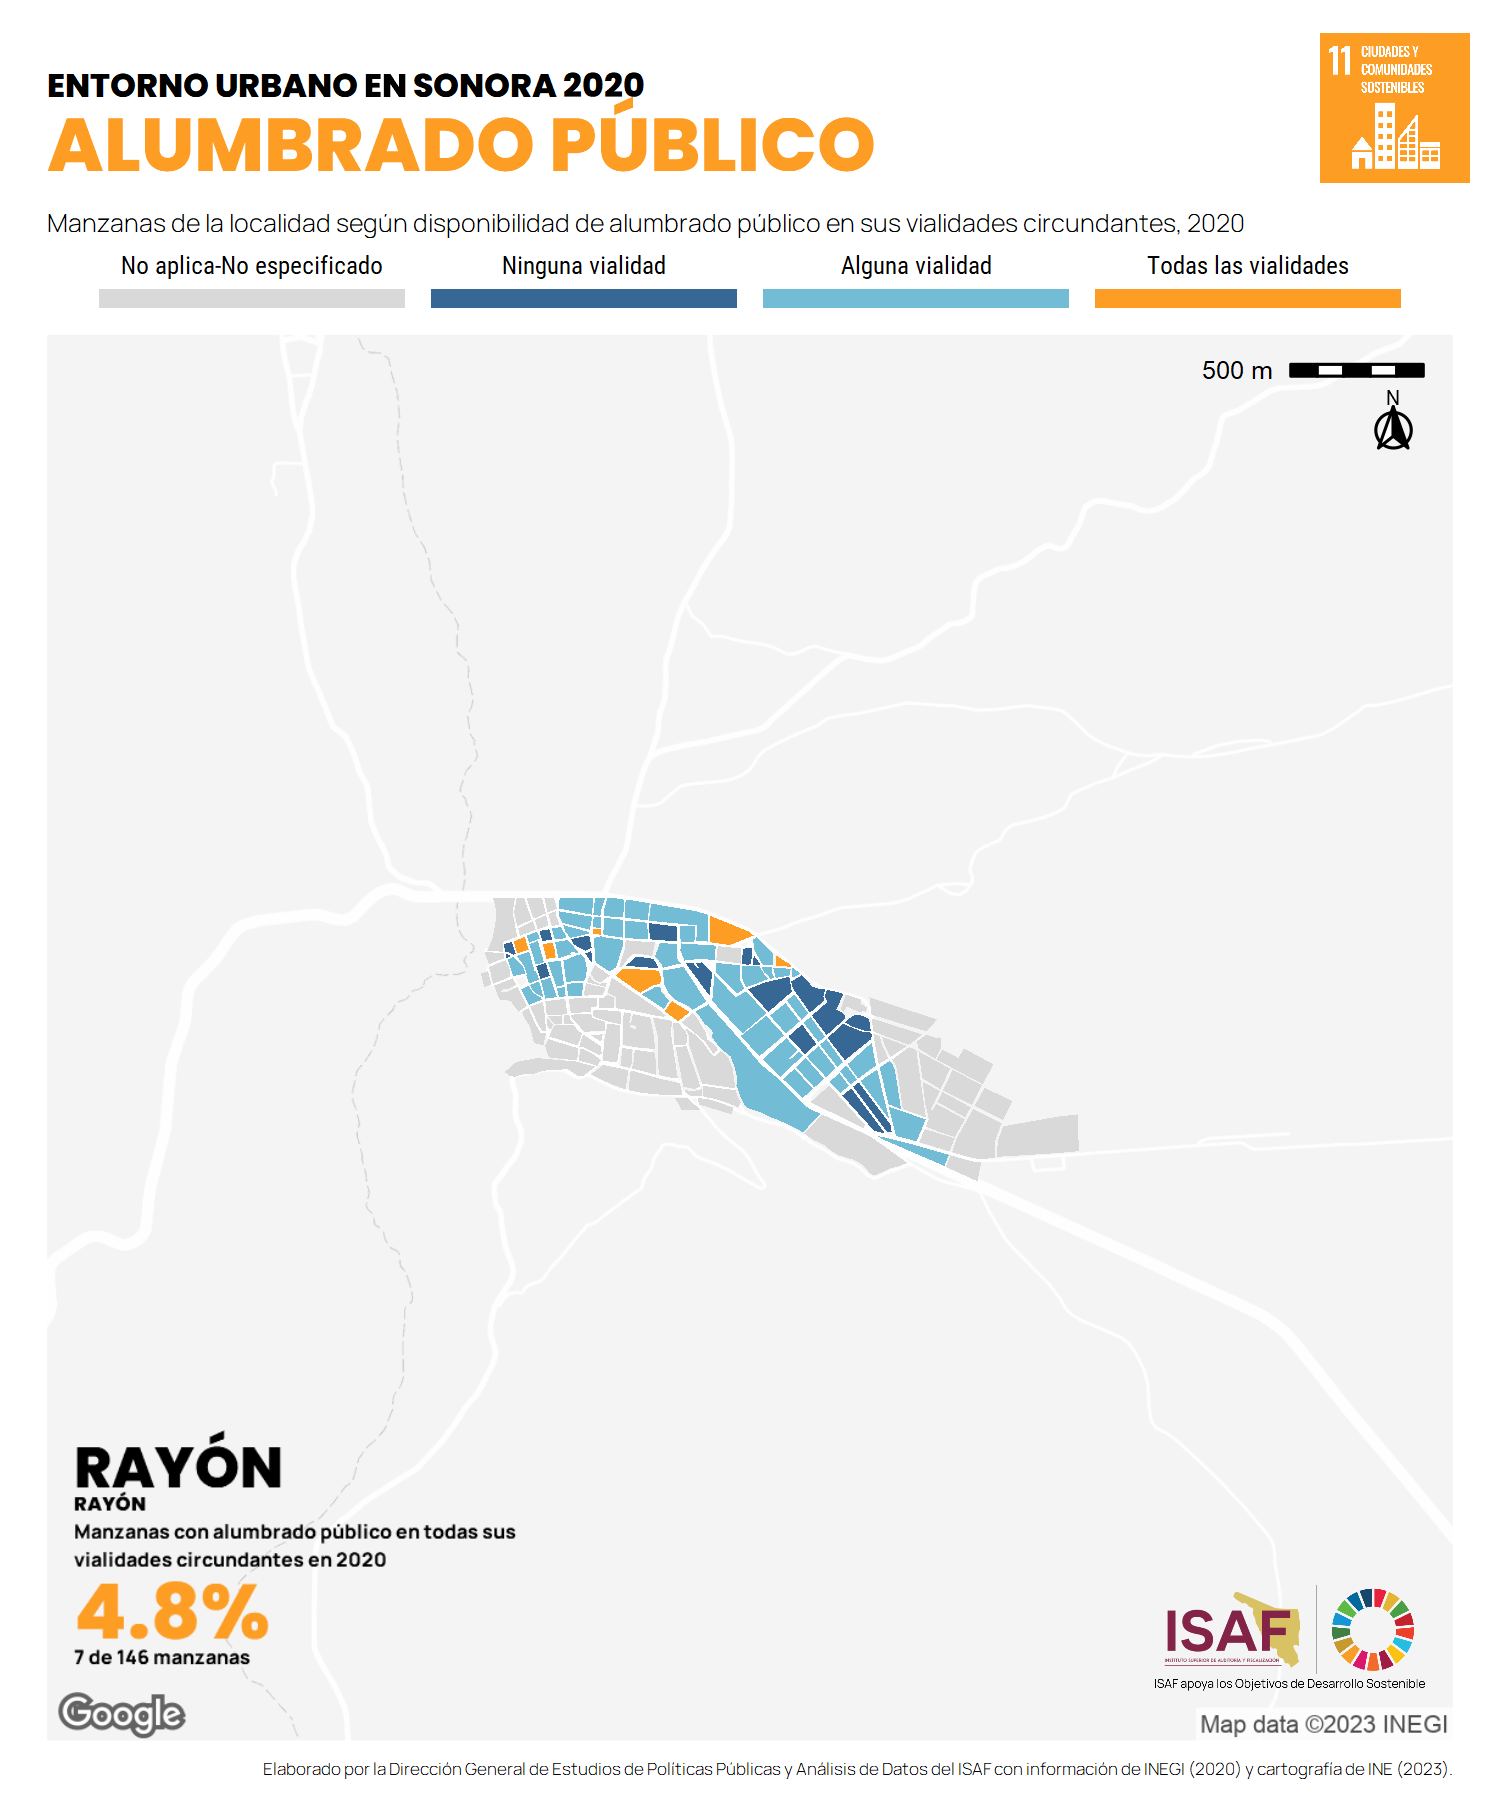 ENTORNO URBANO EN SONORA 2020
ALUMBRADO PÚBLICO
11 CIUDADES Y
COMUNIDADES
SOSTENIBLES
Manzanas de la localidad según disponibilidad de alumbrado público en sus vialidades circundantes, 2020
No aplica-No especificado
Ninguna vialidad
Alguna vialidad
Todas las vialidades
500 m
N
RAYÓN
RAYÓN
Manzanas con alumbrado público en todas sus
vialidades circundantes en 2020
4.8%
7 de 146 manzanas
ISAF
INSTITUTO SUPERIOR DE AUDITORÍA Y FISCALIZACIÓN
ISAF apoya los Objetivos de Desarrollo Sostenible
Google
Map data ©2023 INEGI
Elaborado por la Dirección General de Estudios de Políticas Públicas y Análisis de Datos del ISAF con información de INEGI (2020) y cartografía de INE (2023).